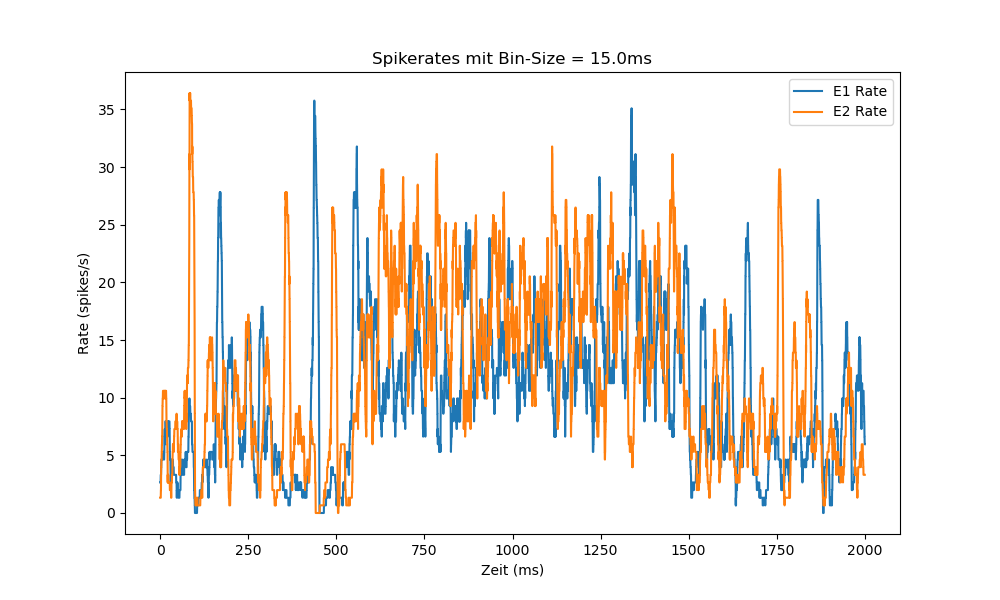 Spikerates mit Bin-Size = 15.0ms
E1 Rate
E2 Rate
Rate (spikes/s)
35
30
25
20
15
10
5
0
0 250 500 750 1000 1250 1500 1750 2000
Zeit (ms)